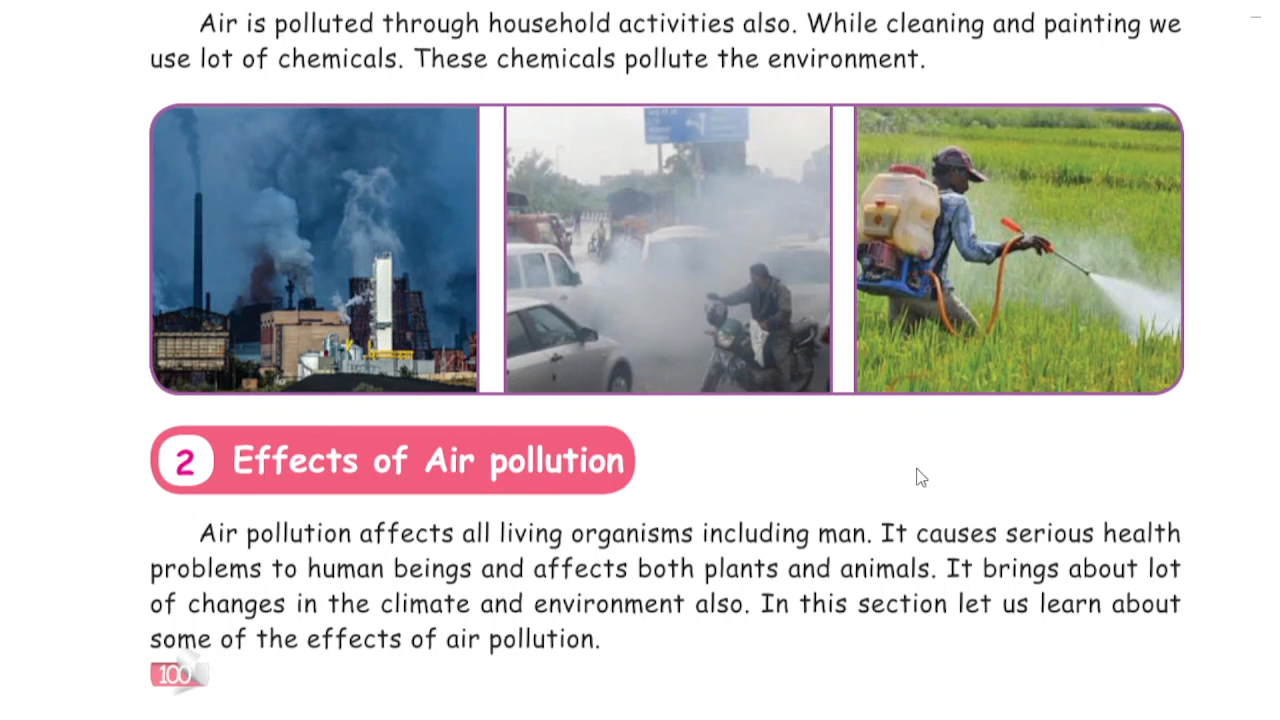 Air is polluted through household activities also. While cleaning and painting we
use lot of chemicals. These chemicals pollute the environment.
2 Effects of Air pollution
Air pollution affects all living organisms including man. It causes serious health
problems to human beings and affects both plants and animals. It brings about lot
of changes in the climate and environment also. In this section let us learn about
some of the effects of air pollution.
100